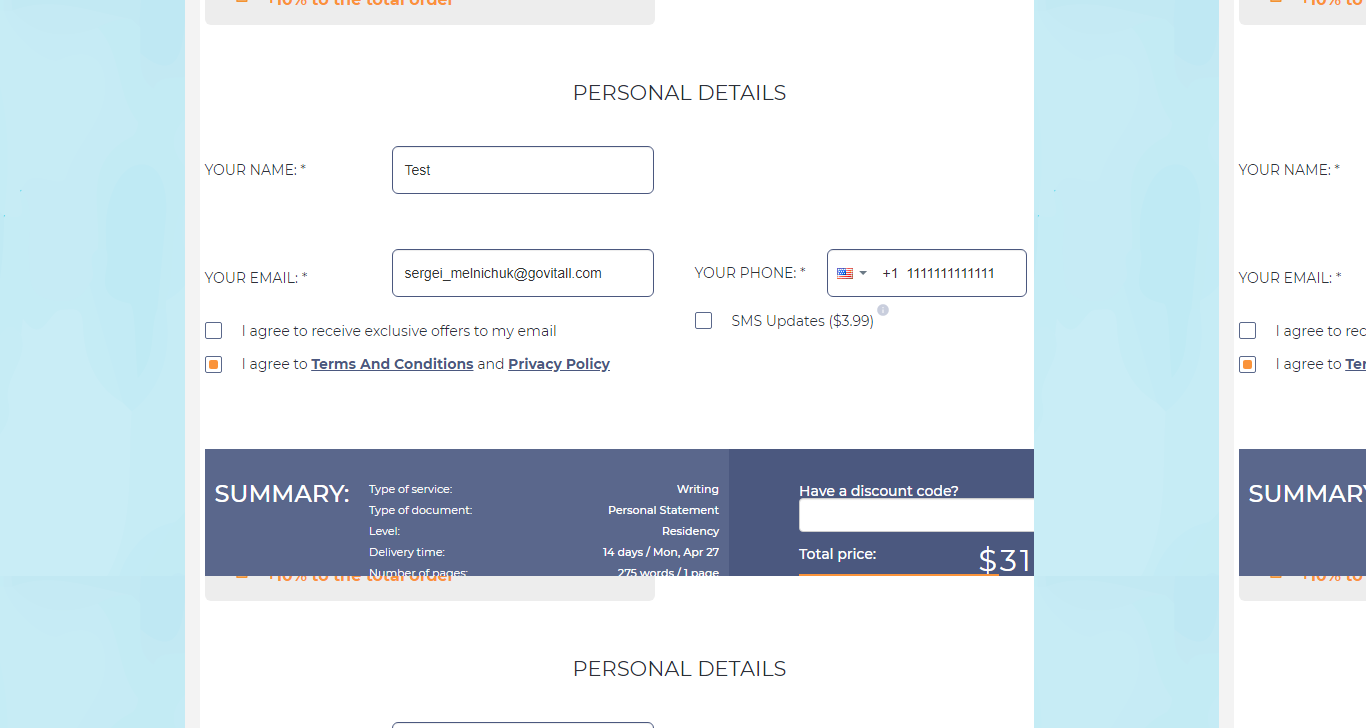 +10% to the total order
+10% to
PERSONAL DETAILS
YOUR NAME: *
Test
YOUR NAME: *
YOUR EMAIL: *
sergei_melnichuk@govitall.com
YOUR PHONE: *
+1 1111111111111
YOUR EMAIL: *
I agree to receive exclusive offers to my email
SMS Updates ($3.99)
I agree to rec
I agree to Terms And Conditions and Privacy Policy
I agree to Ter
SUMMARY:
Type of service: Writing
Type of document: Personal Statement
Level: Residency
Delivery time: 14 days / Mon, Apr 27
Number of pages: 275 words / 1 page
Have a discount code?
Total price: $31
SUMMARY
+10% to the total order
+10% to
PERSONAL DETAILS